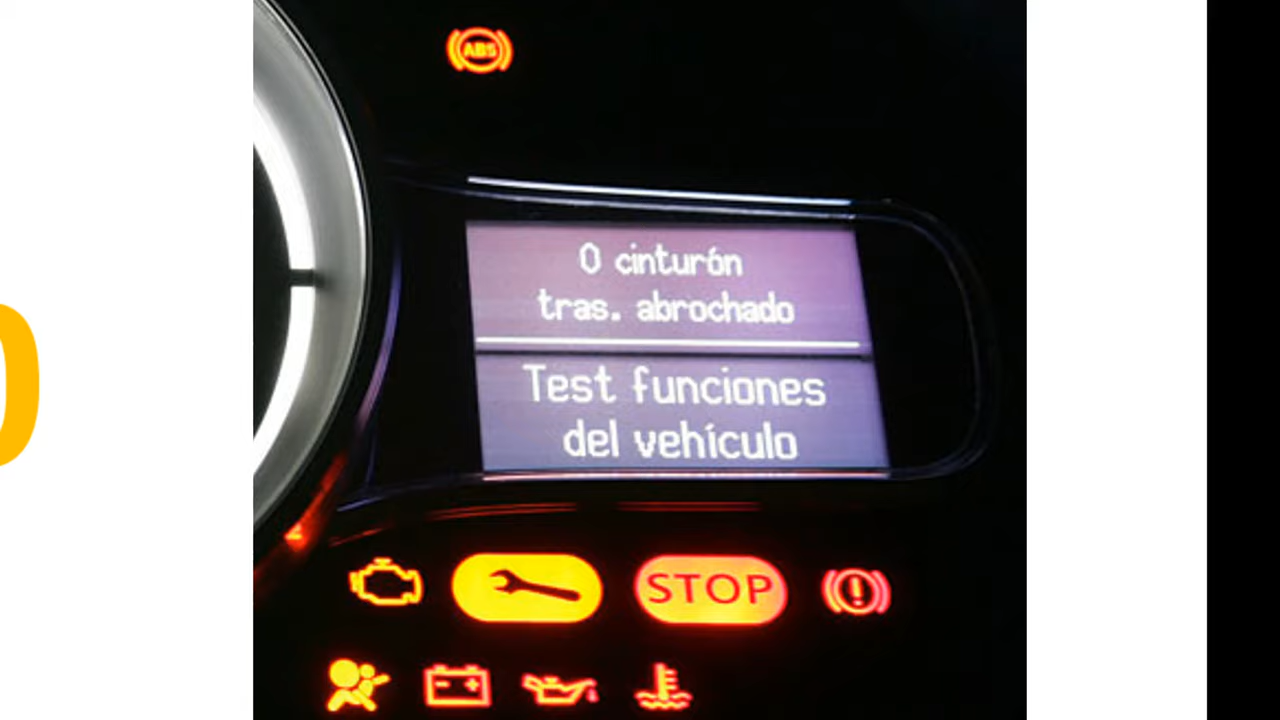 ABS
0 cinturón
tras. abrochado
Test funciones
del vehículo
STOP